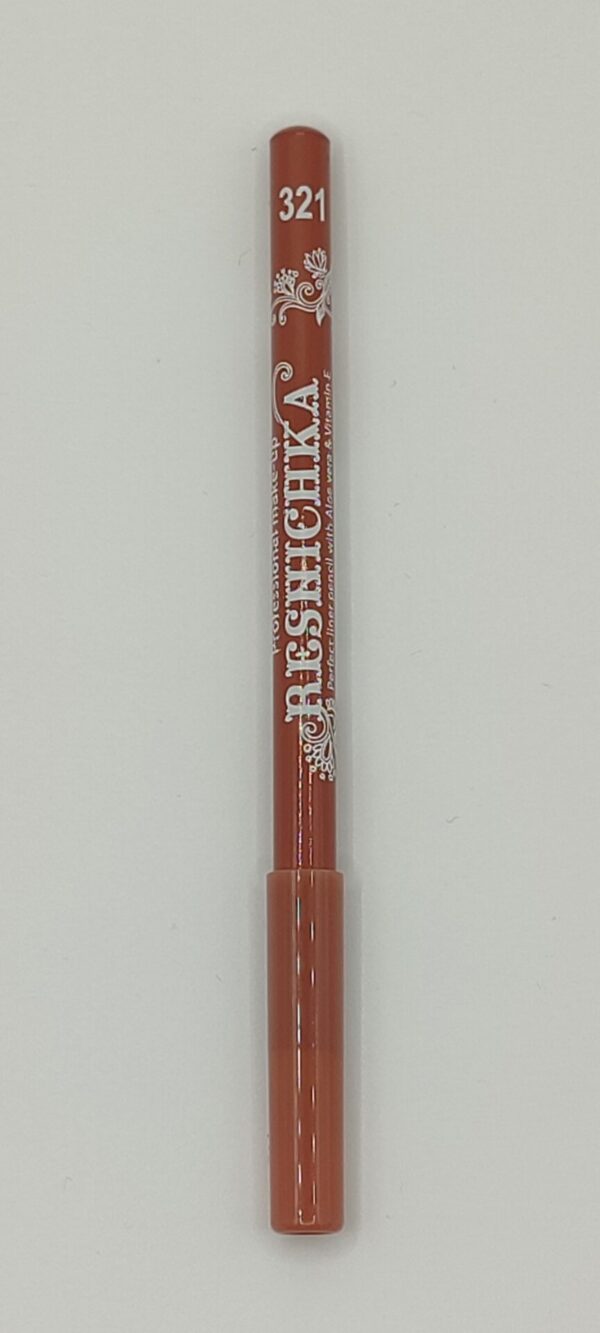 321
Professional make-up
RESNICHKA
Perfect liner pencil with Aloe vera & Vitamin E